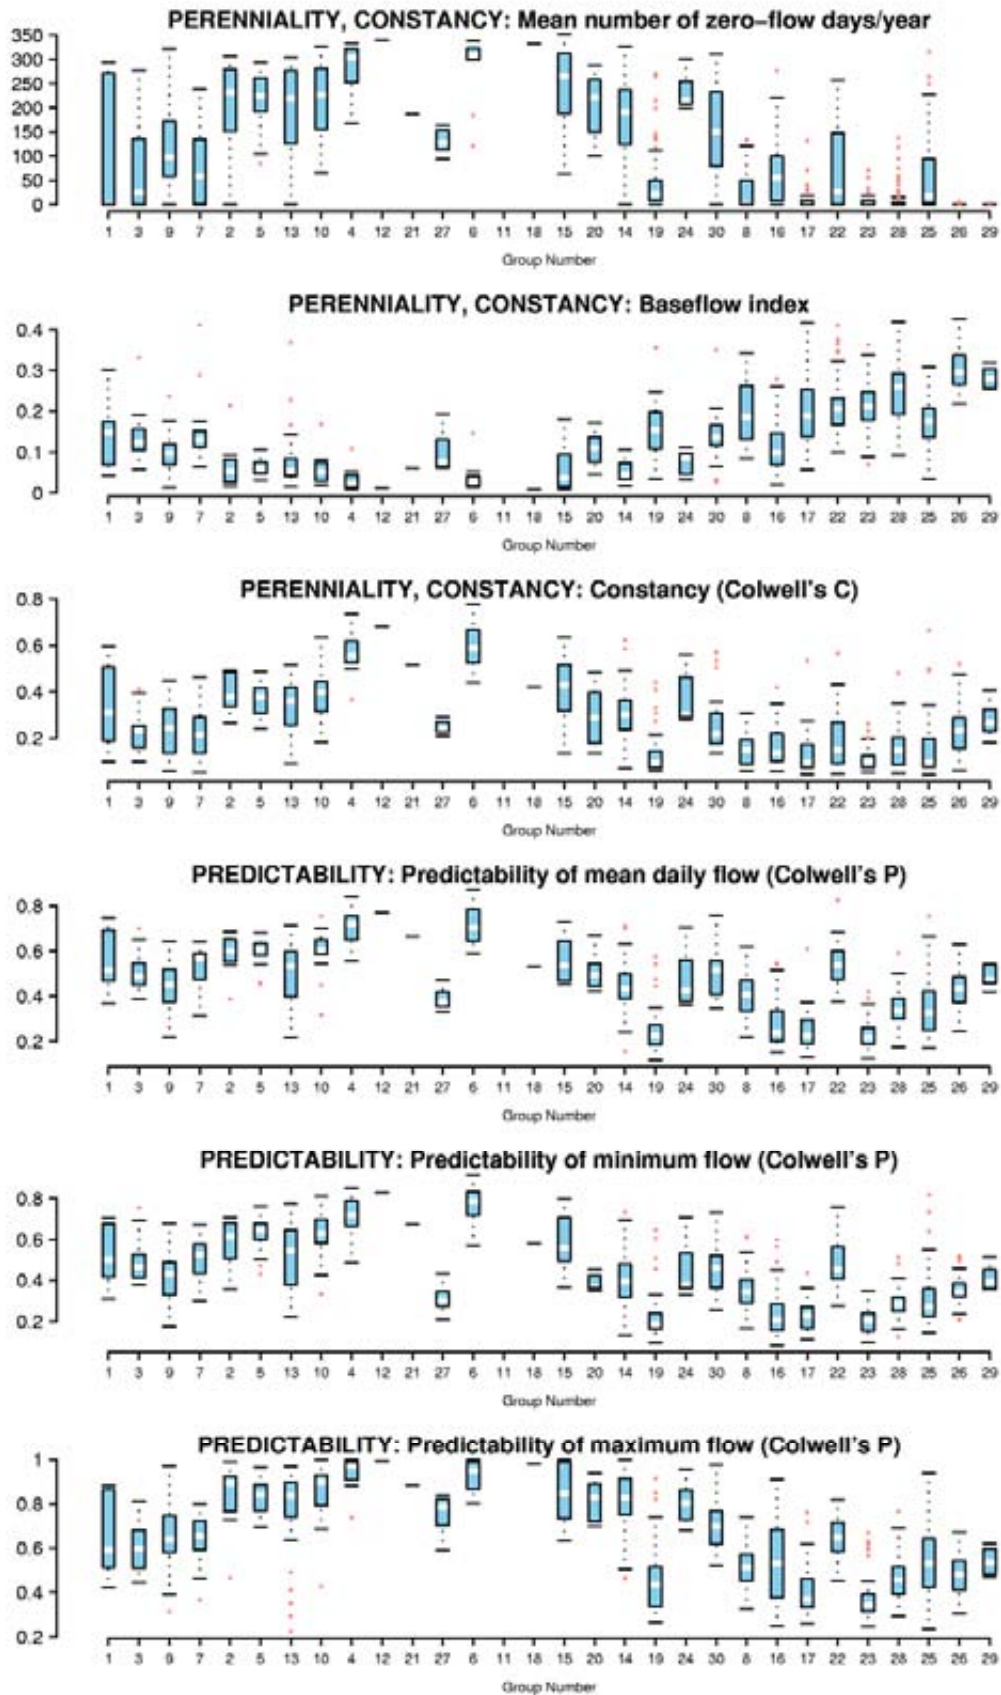 PERENNIALITY, CONSTANCY: Mean number of zero–flow days/year
350
300
250
200
150
100
50
0
1 3 9 7 2 5 13 10 4 12 21 27 6 11 18 15 20 14 19 24 30 8 16 17 22 23 28 25 26 29
Group Number
PERENNIALITY, CONSTANCY: Baseflow index
0.4
0.3
0.2
0.1
0
1 3 9 7 2 5 13 10 4 12 21 27 6 11 18 15 20 14 19 24 30 8 16 17 22 23 28 25 26 29
Group Number
PERENNIALITY, CONSTANCY: Constancy (Colwell's C)
0.8
0.6
0.4
0.2
1 3 9 7 2 5 13 10 4 12 21 27 6 11 18 15 20 14 19 24 30 8 16 17 22 23 28 25 26 29
Group Number
PREDICTABILITY: Predictability of mean daily flow (Colwell's P)
0.8
0.6
0.4
0.2
1 3 9 7 2 5 13 10 4 12 21 27 6 11 18 15 20 14 19 24 30 8 16 17 22 23 28 25 26 29
Group Number
PREDICTABILITY: Predictability of minimum flow (Colwell's P)
0.8
0.6
0.4
0.2
1 3 9 7 2 5 13 10 4 12 21 27 6 11 18 15 20 14 19 24 30 8 16 17 22 23 28 25 26 29
Group Number
PREDICTABILITY: Predictability of maximum flow (Colwell's P)
1
0.8
0.6
0.4
0.2
1 3 9 7 2 5 13 10 4 12 21 27 6 11 18 15 20 14 19 24 30 8 16 17 22 23 28 25 26 29
Group Number